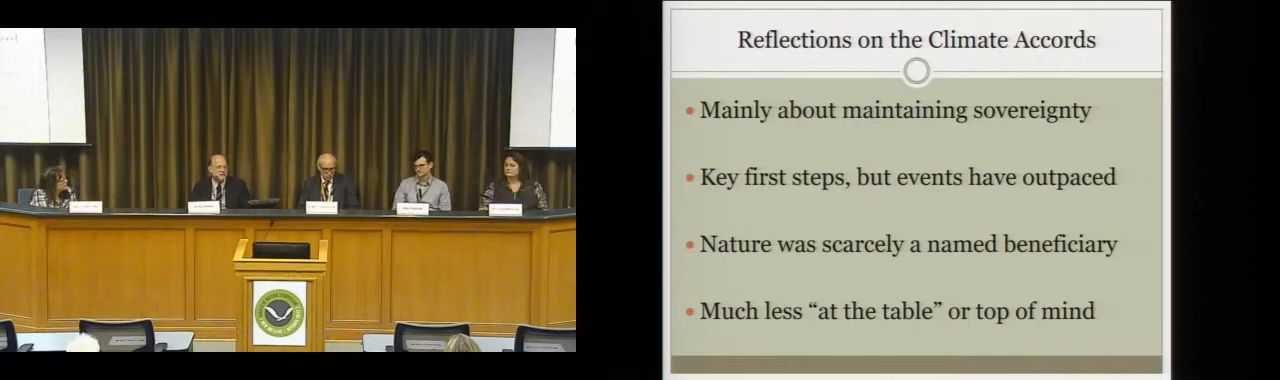 Reflections on the Climate Accords
Mainly about maintaining sovereignty
Key first steps, but events have outpaced
Nature was scarcely a named beneficiary
Much less “at the table” or top of mind